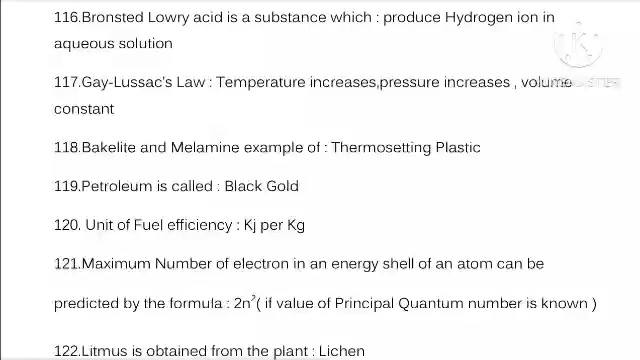 116.Bronsted Lowry acid is a substance which : produce Hydrogen ion in
aqueous solution
117.Gay-Lussac's Law : Temperature increases,pressure increases , volume
constant
118.Bakelite and Melamine example of : Thermosetting Plastic
119.Petroleum is called : Black Gold
120. Unit of Fuel efficiency : Kj per Kg
121.Maximum Number of electron in an energy shell of an atom can be
predicted by the formula : 2n²( if value of Principal Quantum number is known )
122.Litmus is obtained from the plant : Lichen